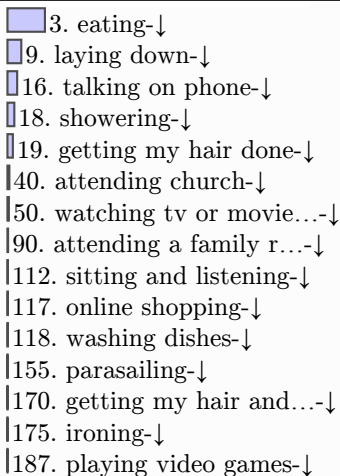 3. eating-↓
9. laying down-↓
16. talking on phone-↓
18. showering-↓
19. getting my hair done-↓
40. attending church-↓
50. watching tv or movie...-↓
90. attending a family r...-↓
112. sitting and listening-↓
117. online shopping-↓
118. washing dishes-↓
155. parasailing-↓
170. getting my hair and...-↓
175. ironing-↓
187. playing video games-↓